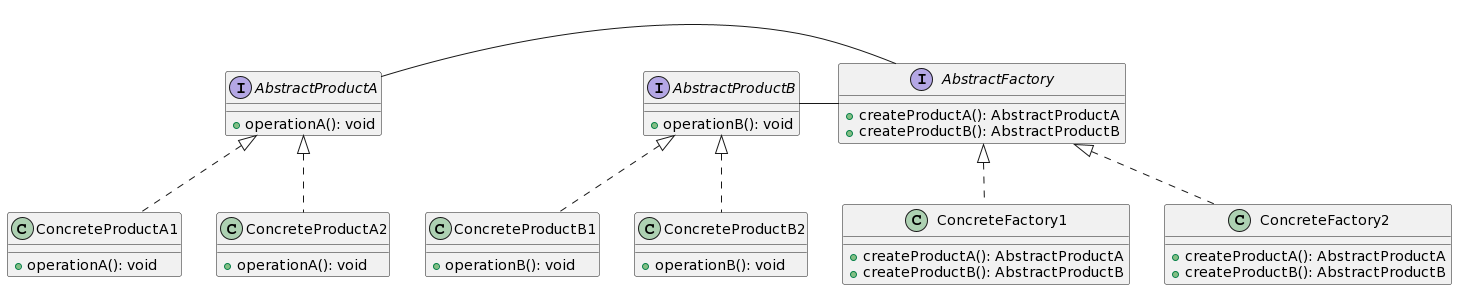 I AbstractProductA
+ operationA(): void
I AbstractProductB
+ operationB(): void
I AbstractFactory
createProductA(): AbstractProductA
createProductB(): AbstractProductB
C ConcreteProductA1
operationA(): void
C ConcreteProductA2
operationA(): void
C ConcreteProductB1
operationB(): void
C ConcreteProductB2
operationB(): void
C ConcreteFactory1
createProductA(): AbstractProductA
createProductB(): AbstractProductB
C ConcreteFactory2
createProductA(): AbstractProductA
createProductB(): AbstractProductB